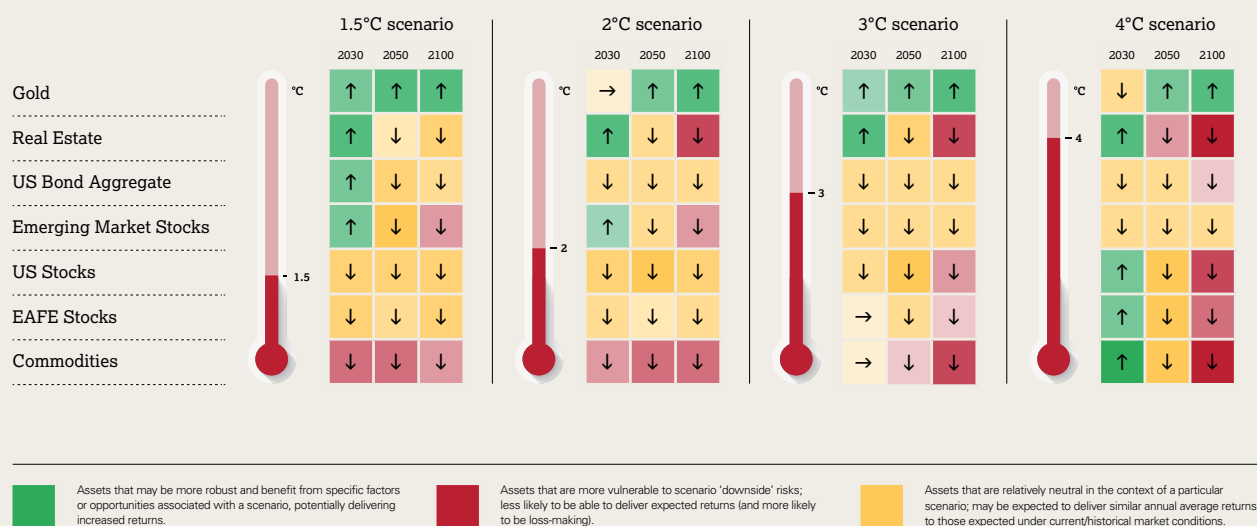 1.5°C scenario
2°C scenario
3°C scenario
4°C scenario
2030 2050 2100
2030 2050 2100
2030 2050 2100
2030 2050 2100
Gold
°C
↑ ↑ ↑
°C
→ ↑ ↑
°C
↑ ↑ ↑
°C
↓ ↑ ↑
Real Estate
↑ ↓ ↓
↑ ↓ ↓
↑ ↓ ↓
4
↑ ↓ ↓
US Bond Aggregate
↑ ↓ ↓
↓ ↓ ↓
3
↓ ↓ ↓
↓ ↓ ↓
Emerging Market Stocks
↑ ↓ ↓
2
↑ ↓ ↓
↓ ↓ ↓
↓ ↓ ↓
US Stocks
1.5
↓ ↓ ↓
↓ ↓ ↓
↓ ↓ ↓
↑ ↓ ↓
EAFE Stocks
↓ ↓ ↓
↓ ↓ ↓
→ ↓ ↓
↑ ↓ ↓
Commodities
↓ ↓ ↓
↓ ↓ ↓
→ ↓ ↓
↑ ↓ ↓
Assets that may be more robust and benefit from specific factors
or opportunities associated with a scenario, potentially delivering
increased returns.
Assets that are more vulnerable to scenario ‘downside’ risks;
less likely to be able to deliver expected returns (and more likely
to be loss-making).
Assets that are relatively neutral in the context of a particular
scenario; may be expected to deliver similar annual average returns
to those expected under current/historical market conditions.